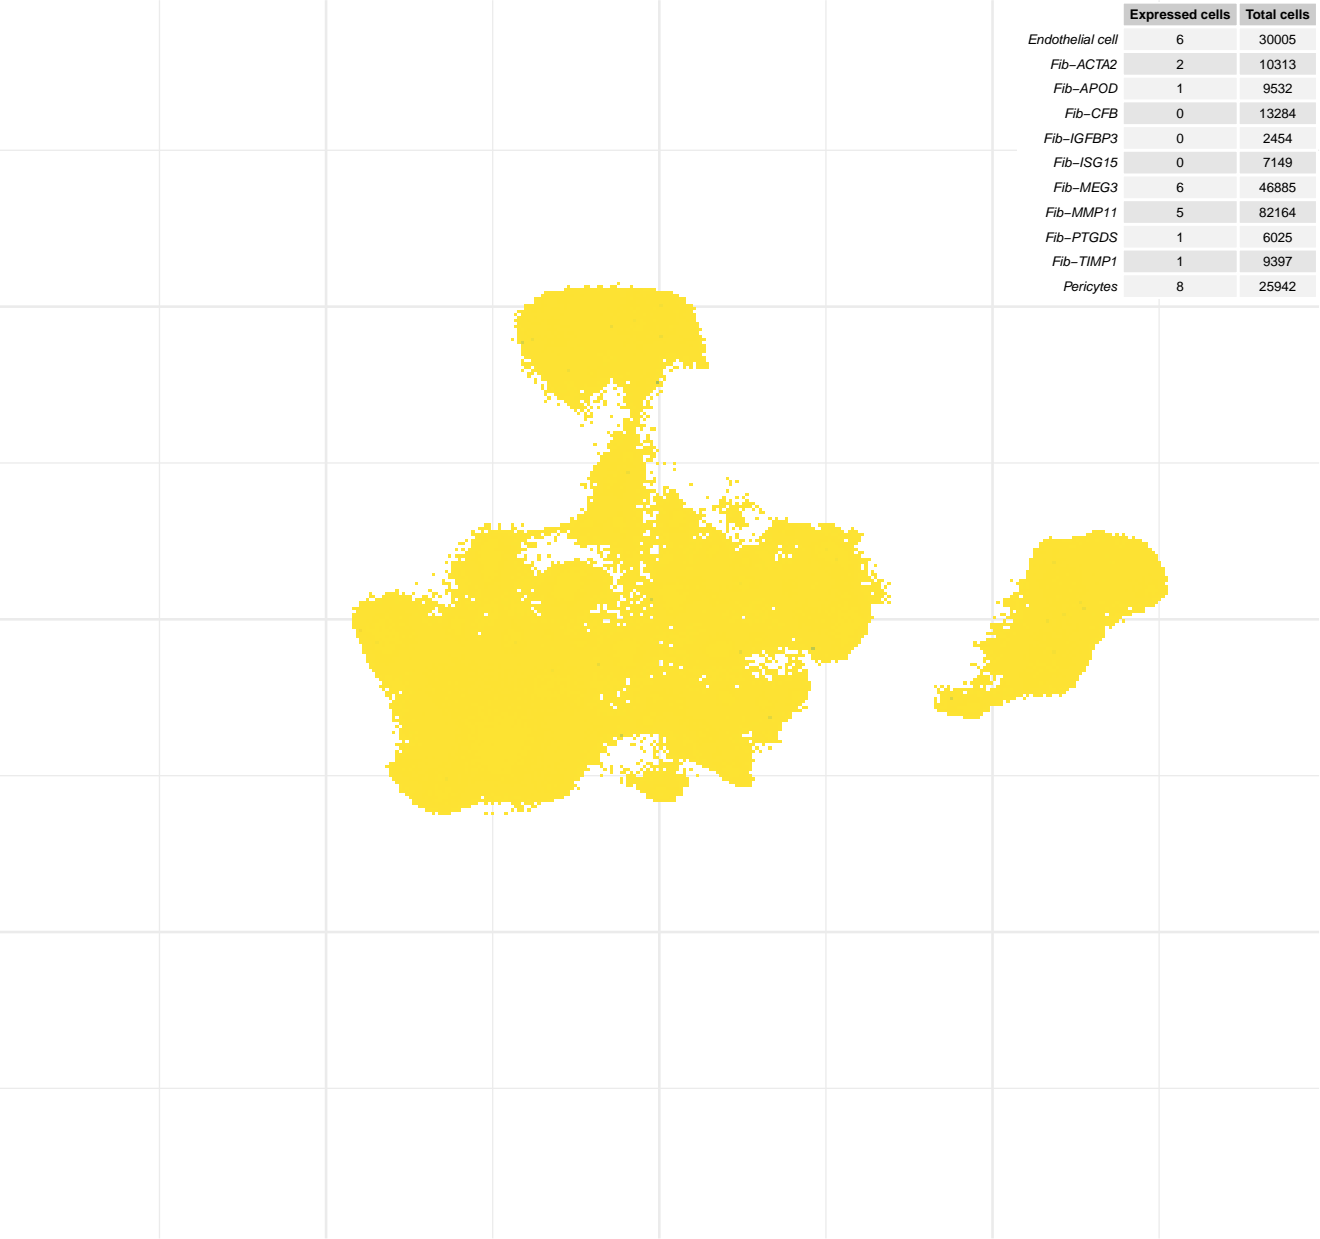 Expressed cells Total cells
Endothelial cell 6 30005
Fib−ACTA2 2 10313
Fib−APOD 1 9532
Fib−CFB 0 13284
Fib−IGFBP3 0 2454
Fib−ISG15 0 7149
Fib−MEG3 6 46885
Fib−MMP11 5 82164
Fib−PTGDS 1 6025
Fib−TIMP1 1 9397
Pericytes 8 25942